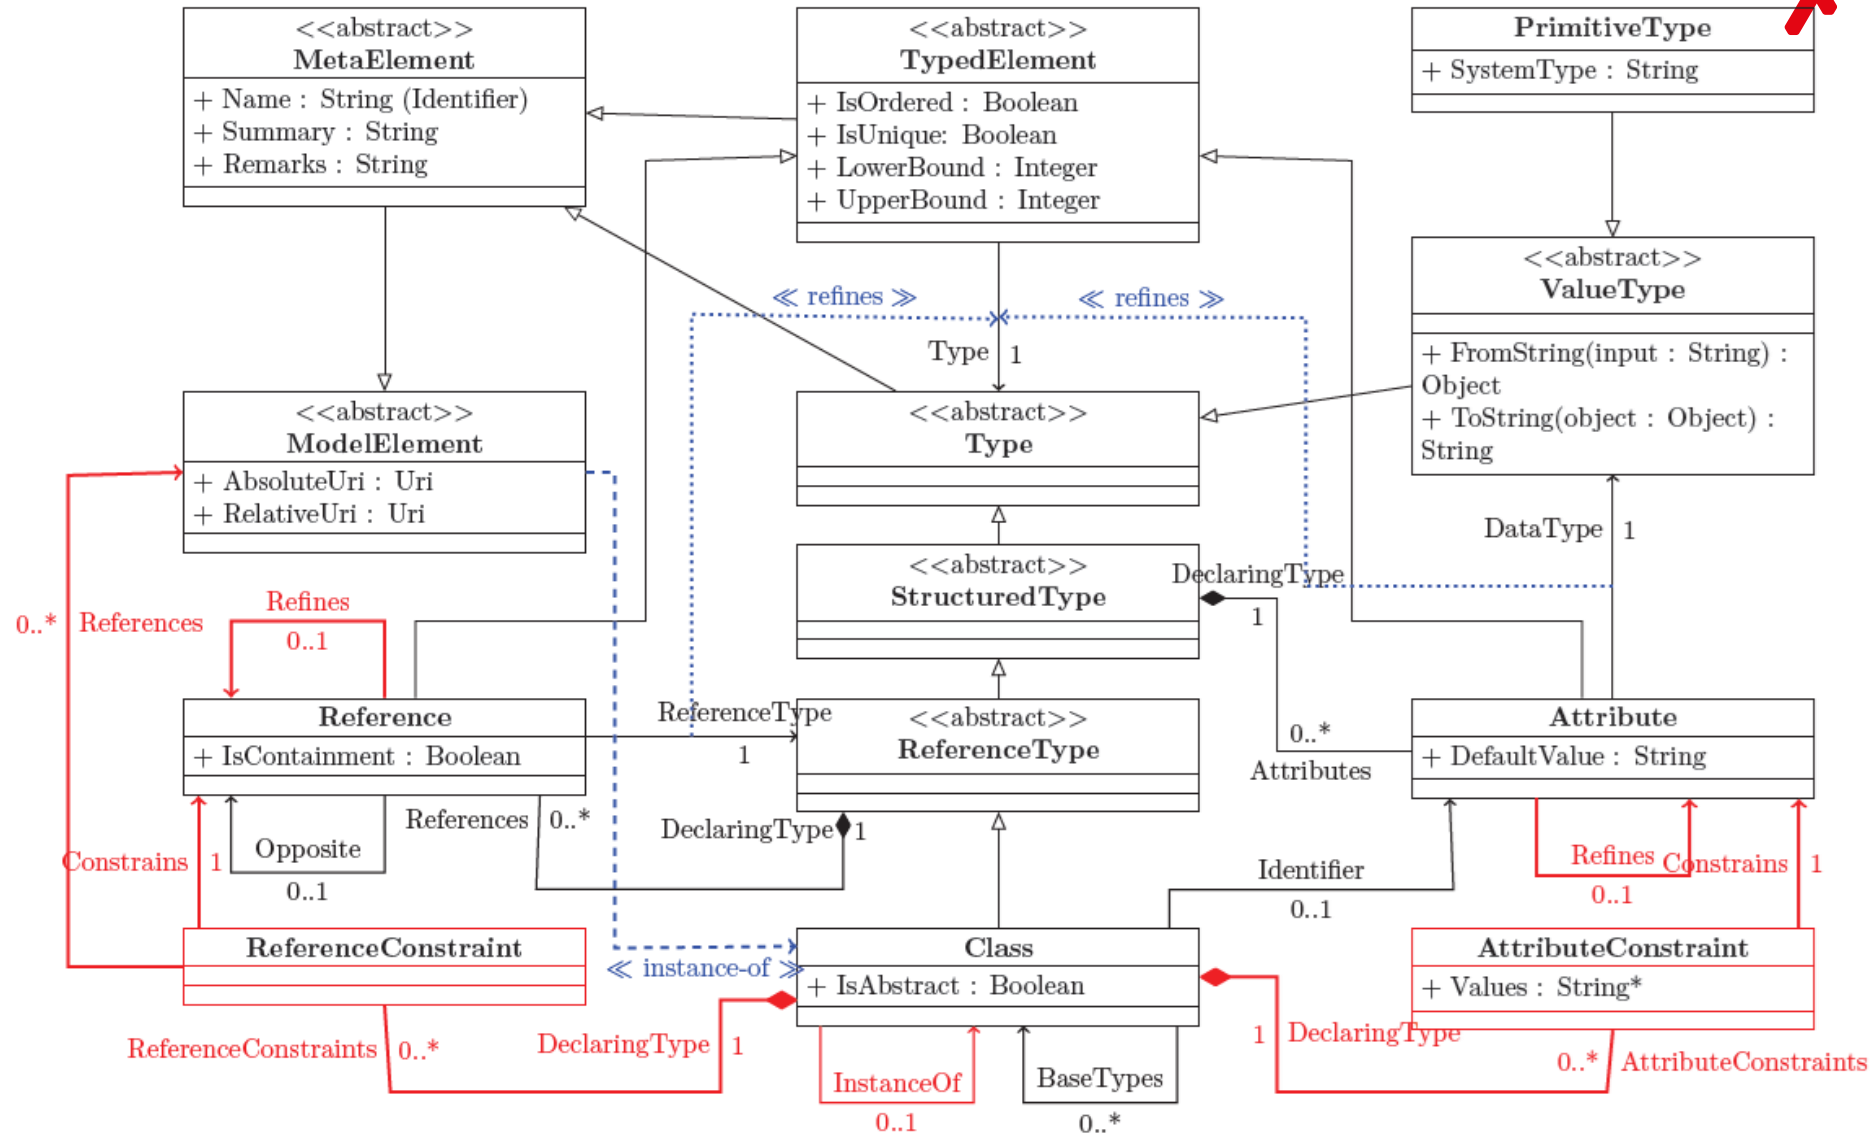 <<abstract>>
MetaElement
+ Name : String (Identifier)
+ Summary : String
+ Remarks : String
<<abstract>>
TypedElement
+ IsOrdered : Boolean
+ IsUnique: Boolean
+ LowerBound : Integer
+ UpperBound : Integer
PrimitiveType
+ SystemType : String
<<abstract>>
ValueType
+ FromString(input : String) :
Object
+ ToString(object : Object) :
String
≪ refines ≫
≪ refines ≫
Type 1
<<abstract>>
ModelElement
+ AbsoluteUri : Uri
+ RelativeUri : Uri
<<abstract>>
Type
DataType 1
<<abstract>>
StructuredType
DeclaringType
1
0..* References
Refines
0..1
Reference
+ IsContainment : Boolean
ReferenceType
1
<<abstract>>
ReferenceType
0..*
Attributes
Attribute
+ DefaultValue : String
References 0..*
DeclaringType 1
Opposite
0..1
Constrains 1
Identifier
0..1
Refines
0..1
Constrains 1
ReferenceConstraint
≪ instance-of ≫
Class
+ IsAbstract : Boolean
AttributeConstraint
+ Values : String*
ReferenceConstraints 0..*
DeclaringType 1
1 DeclaringType
0..* AttributeConstraints
InstanceOf
0..1
BaseTypes
0..*